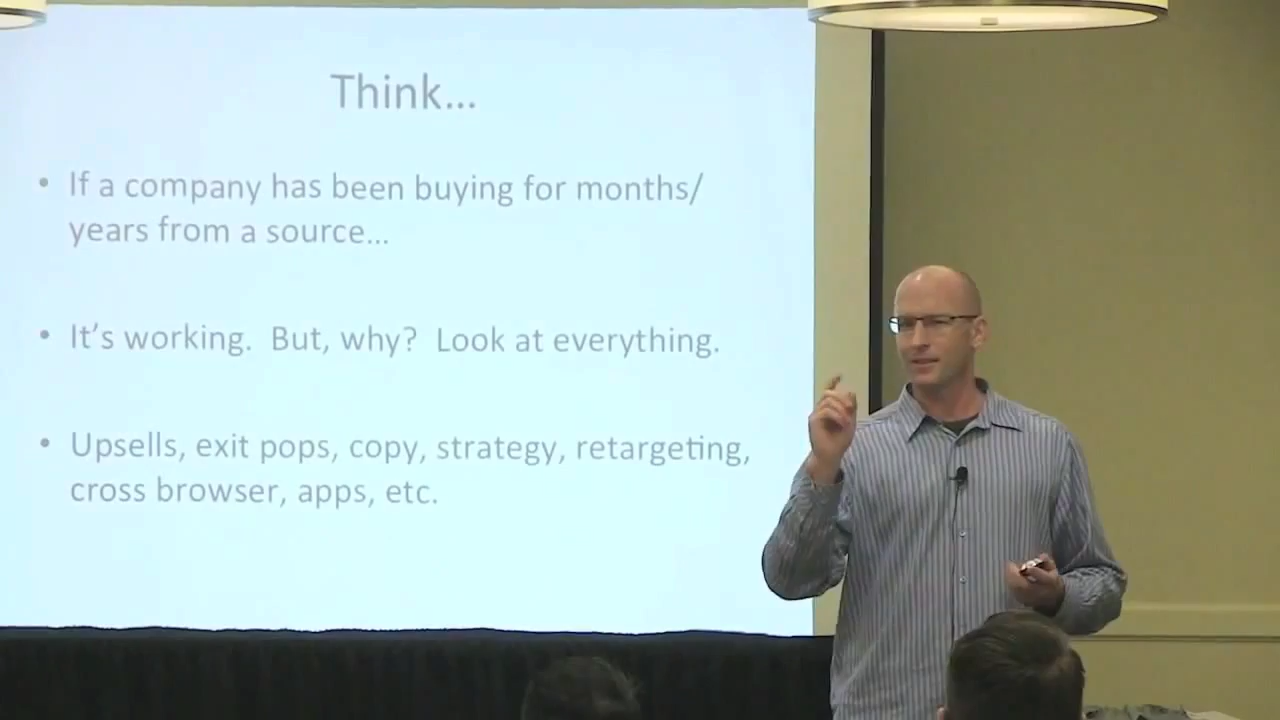 Think...
• If a company has been buying for months/
years from a source...
• It's working.  But, why?  Look at everything.
• Upsells, exit pops, copy, strategy, retargeting,
cross browser, apps, etc.